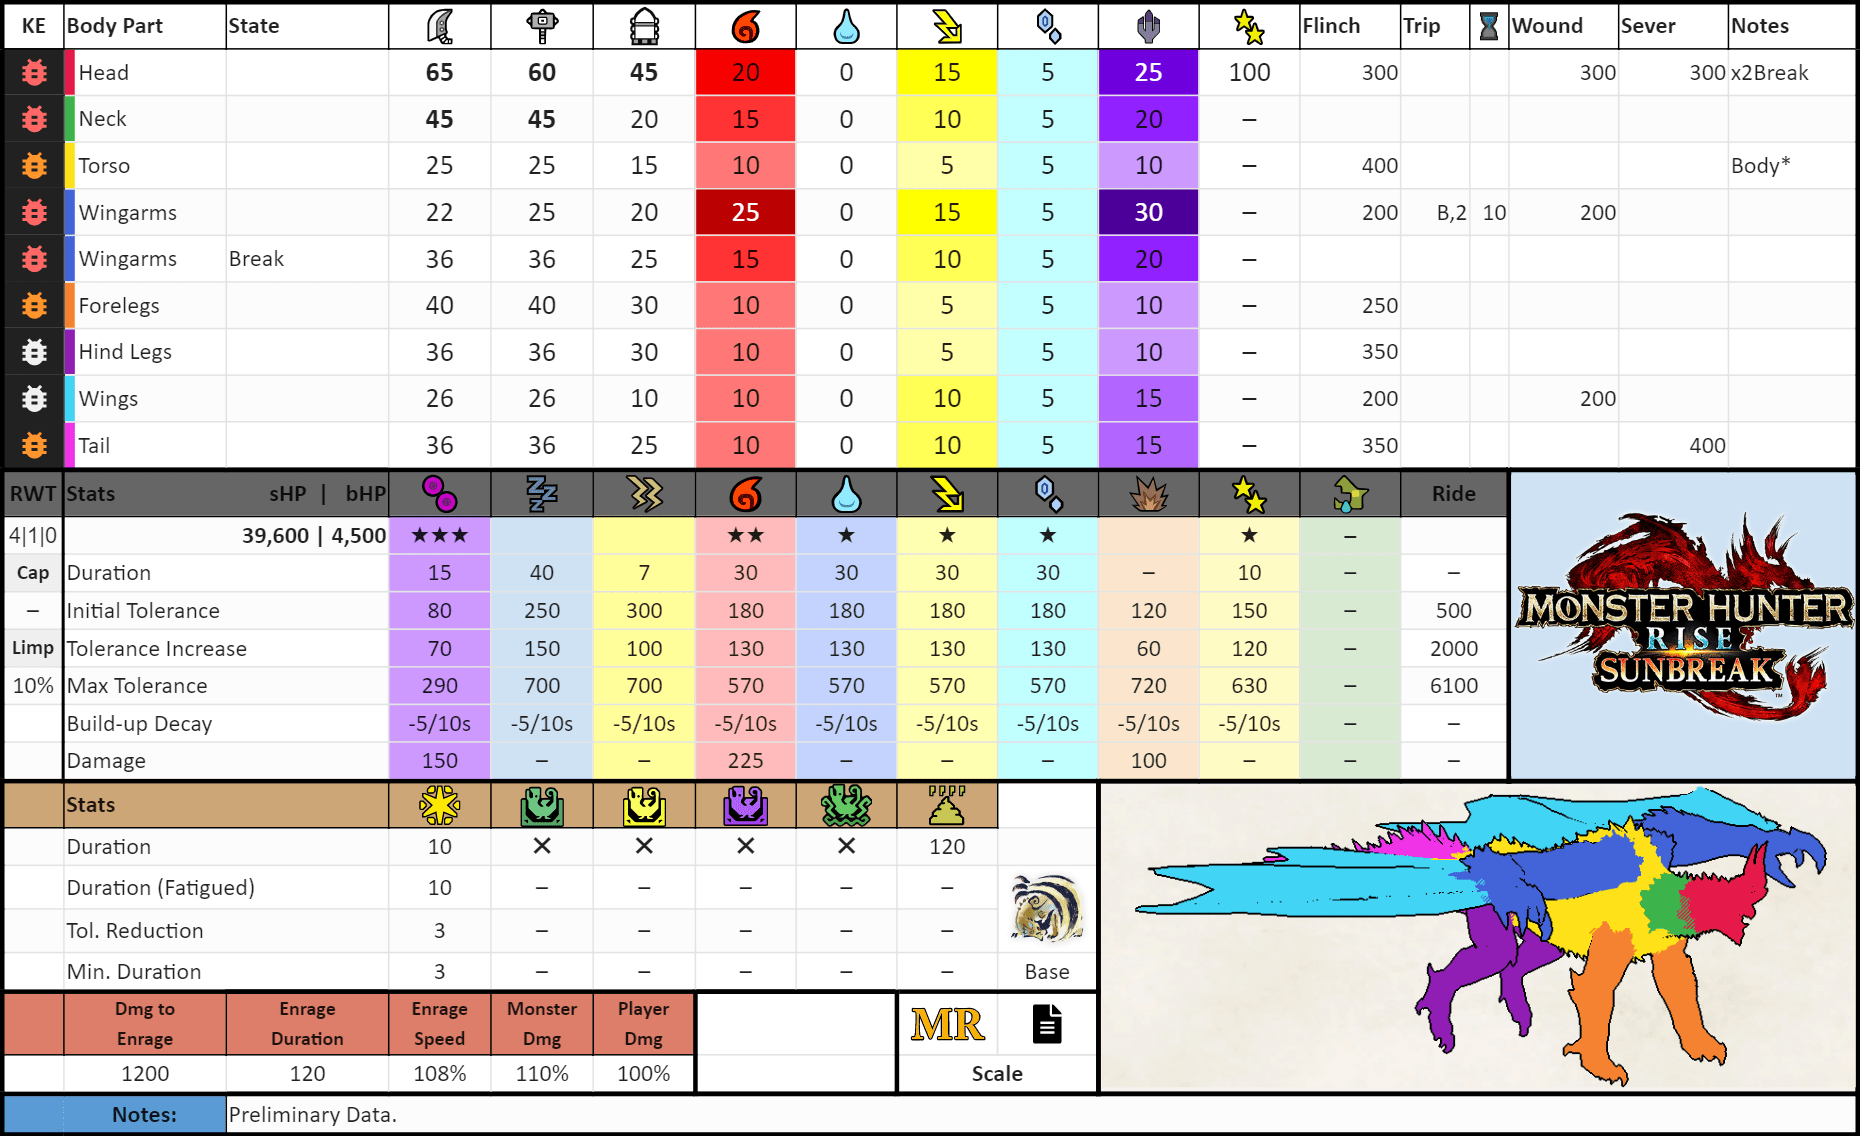 KE Body Part State Flinch Trip Wound Sever Notes
Head 65 60 45 20 0 15 5 25 100 300 300 300 x2Break
Neck 45 45 20 15 0 10 5 20 –
Torso 25 25 15 10 0 5 5 10 – 400 Body*
Wingarms 22 25 20 25 0 15 5 30 – 200 B,2 10 200
Wingarms Break 36 36 25 15 0 10 5 20 –
Forelegs 40 40 30 10 0 5 5 10 – 250
Hind Legs 36 36 30 10 0 5 5 10 – 350
Wings 26 26 10 10 0 10 5 15 – 200 200
Tail 36 36 25 10 0 10 5 15 – 350 400
RWT Stats sHP | bHP Ride
4|1|0 39,600 | 4,500 ★★★ ★★ ★ ★ ★ ★ –
Cap Duration 15 40 7 30 30 30 30 – 10 – –
– Initial Tolerance 80 250 300 180 180 180 180 120 150 – 500
Limp Tolerance Increase 70 150 100 130 130 130 130 60 120 – 2000
10% Max Tolerance 290 700 700 570 570 570 570 720 630 – 6100
Build-up Decay -5/10s -5/10s -5/10s -5/10s -5/10s -5/10s -5/10s -5/10s -5/10s – –
Damage 150 – – 225 – – – 100 – – –
MONSTER HUNTER
RISE
SUNBREAK™
Stats
Duration 10 ✕ ✕ ✕ ✕ 120
Duration (Fatigued) 10 – – – – –
Tol. Reduction 3 – – – – –
Min. Duration 3 – – – – – Base
Dmg to Enrage Enrage Duration Enrage Speed Monster Dmg Player Dmg MR
1200 120 108% 110% 100% Scale
Notes: Preliminary Data.